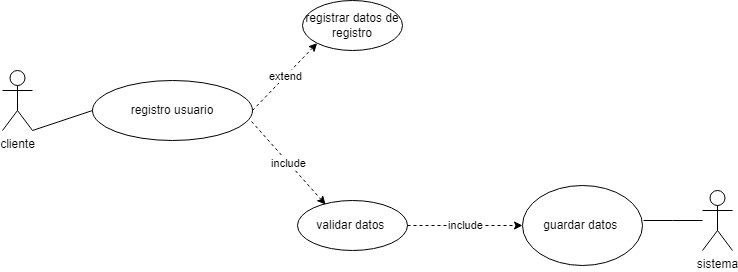 registrar datos de
registro
extend
registro usuario
cliente
include
validar datos
include
guardar datos
sistema